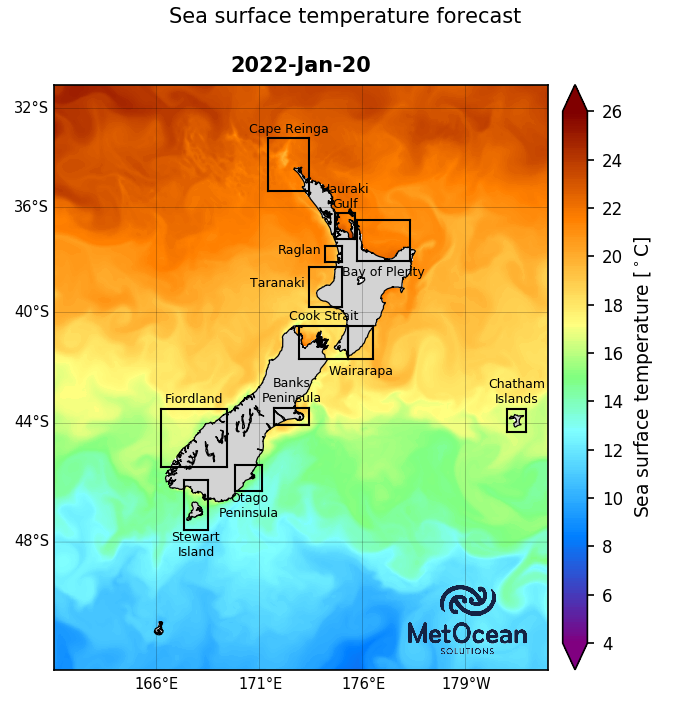 Sea surface temperature forecast
2022-Jan-20
32°S
36°S
40°S
44°S
48°S
Cape Reinga
Hauraki
Gulf
Raglan
Bay of Plenty
Taranaki
Cook Strait
Wairarapa
Banks
Peninsula
Fiordland
Chatham
Islands
Otago
Peninsula
Stewart
Island
MetOcean
SOLUTIONS
166°E
171°E
176°E
179°W
26
24
22
20
18
16
14
12
10
8
6
4
Sea surface temperature [°C]